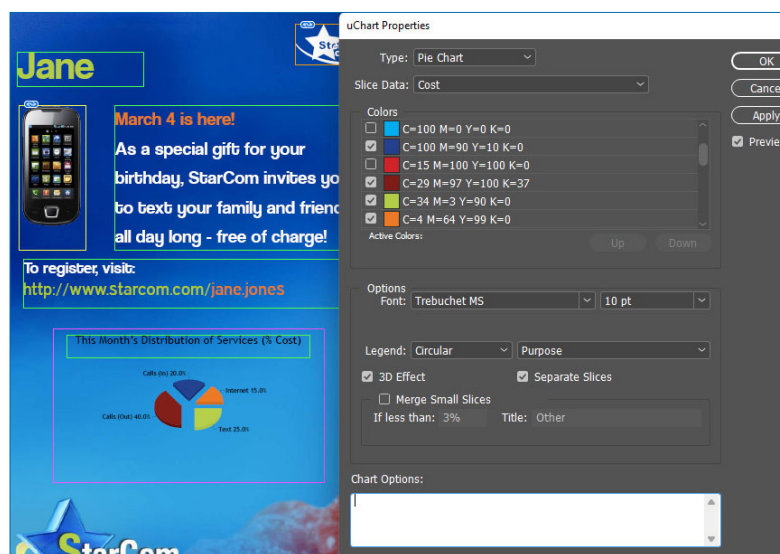 uChart Properties
Type: Pie Chart
Slice Data: Cost
Colors
C=100 M=0 Y=0 K=0
C=100 M=90 Y=10 K=0
C=15 M=100 Y=100 K=0
C=29 M=97 Y=100 K=37
C=34 M=3 Y=90 K=0
C=4 M=64 Y=99 K=0
Active Colors:
Up Down
Options
Font: Trebuchet MS 10 pt
Legend: Circular Purpose
3D Effect Separate Slices
Merge Small Slices
If less than: 3% Title: Other
Chart Options:
OK
Cance
Apply
Previe
Jane
March 4 is here!
As a special gift for your
birthday, StarCom invites yo
to text your family and frienc
all day long - free of charge!
To register, visit:
http://www.starcom.com/jane.jones
This Month's Distribution of Services (% Cost)
Calls (In) 20.0%
Internet 15.0%
Calls (Out) 40.0%
Text 25.0%
StarCom